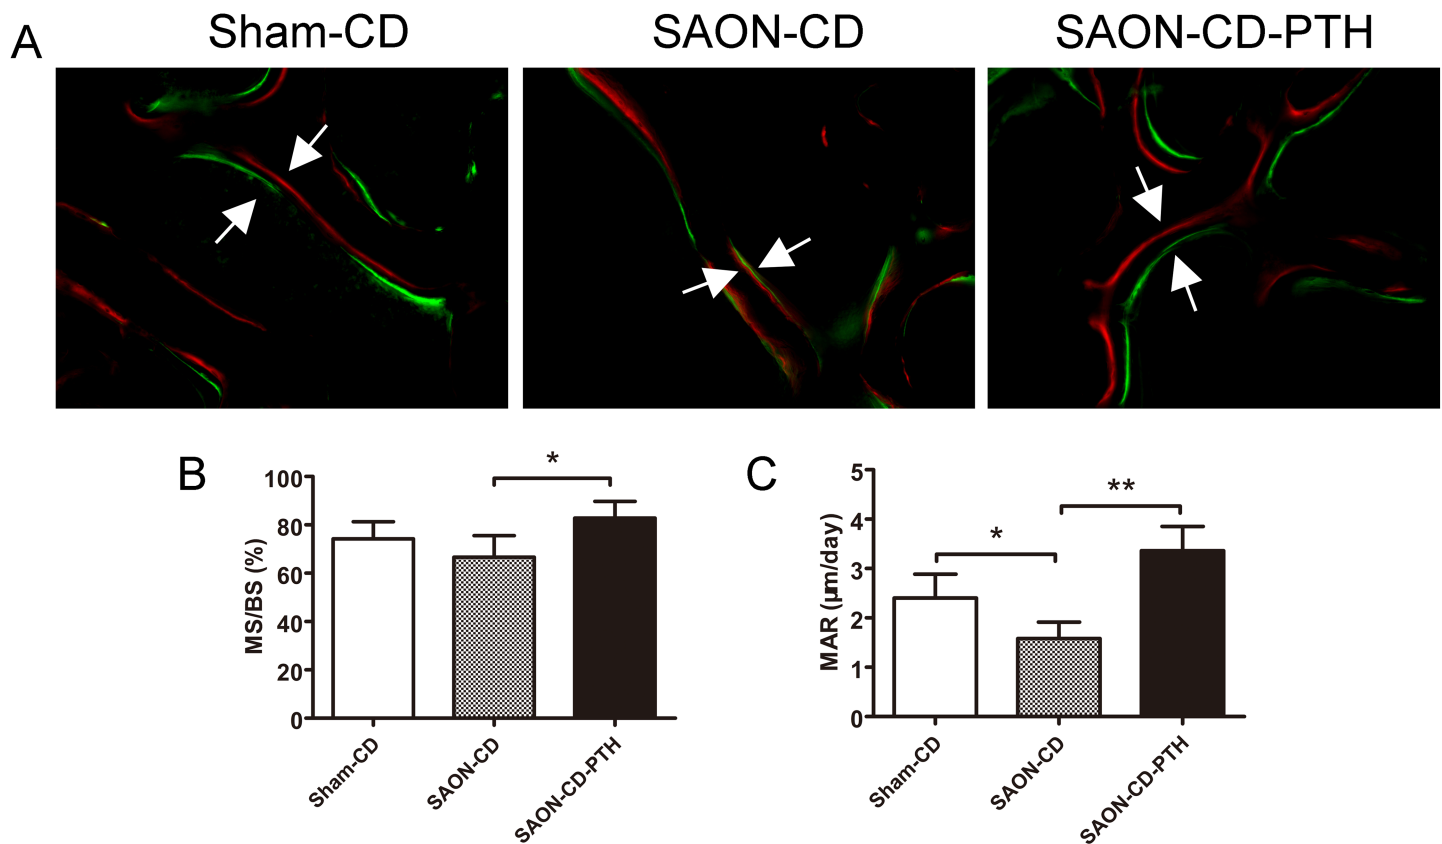 A
Sham-CD
SAON-CD
SAON-CD-PTH
B
*
MS/BS (%)
100
80
60
40
20
0
Sham-CD
SAON-CD
SAON-CD-PTH
C
*
**
MAR (µm/day)
5
4
3
2
1
0
Sham-CD
SAON-CD
SAON-CD-PTH